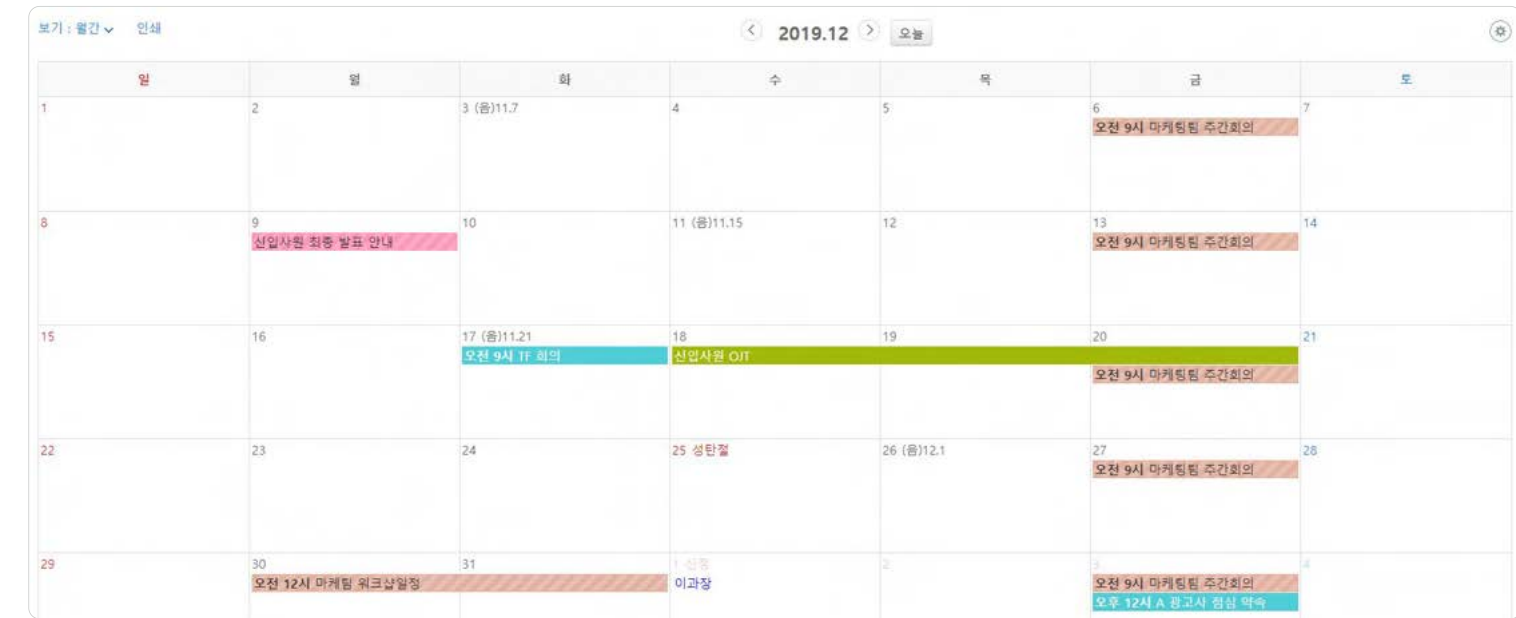 보기 : 월간 인쇄 2019.12 오늘
일 월 화 수 목 금 토
1 2 3 (음)11.7 4 5 6 7
오전 9시 마케팅팀 주간회의
8 9 10 11 (음)11.15 12 13 14
신입사원 최종 발표 안내 오전 9시 마케팅팀 주간회의
15 16 17 (음)11.21 18 19 20 21
오전 9시 TF 회의 신입사원 OJT
오전 9시 마케팅팀 주간회의
22 23 24 25 성탄절 26 (음)12.1 27 28
오전 9시 마케팅팀 주간회의
29 30 31 1 신정 2 3 4
오전 12시 마케팀 워크샵일정 이과장 오전 9시 마케팅팀 주간회의
오후 12시 A 광고사 점심 약속